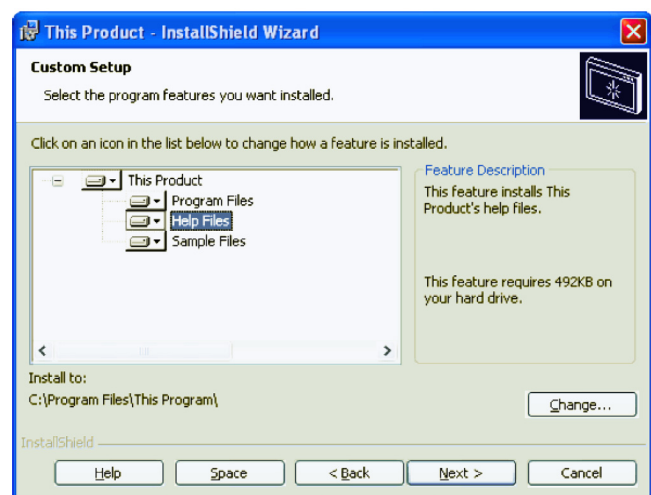 This Product - InstallShield Wizard
Custom Setup
Select the program features you want installed.
Click on an icon in the list below to change how a feature is installed.
This Product
Program Files
Help Files
Sample Files
Feature Description
This feature installs This
Product's help files.
This feature requires 492KB on
your hard drive.
Install to:
C:\Program Files\This Program\
Change...
InstallShield
Help
Space
< Back
Next >
Cancel